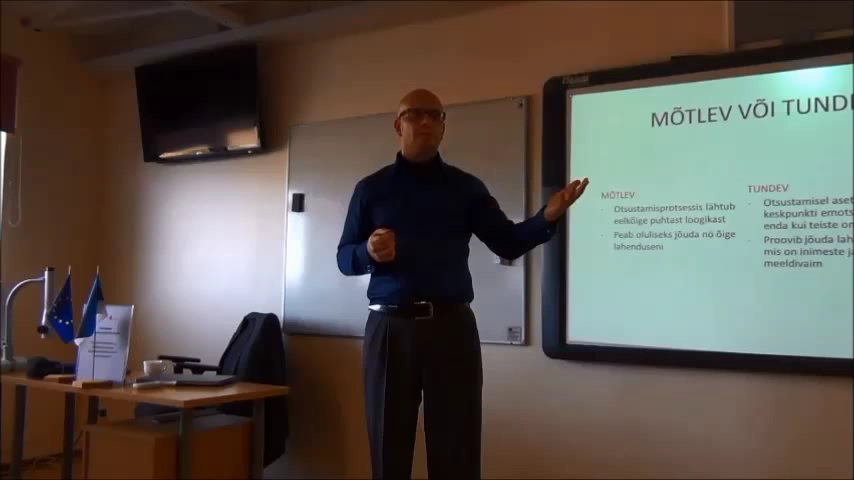 MÕTLEV VÕI TUNDE
MÕTLEV
Otsustamisprotsessis lähtub
eelkõige puhtast loogikast
Peab oluliseks jõuda nö õige
lahenduseni
TUNDEV
Otsustamisel aset
keskpunkti emots
enda kui teiste om
Proovib jõuda lah
mis on inimeste ja
meeldivaim